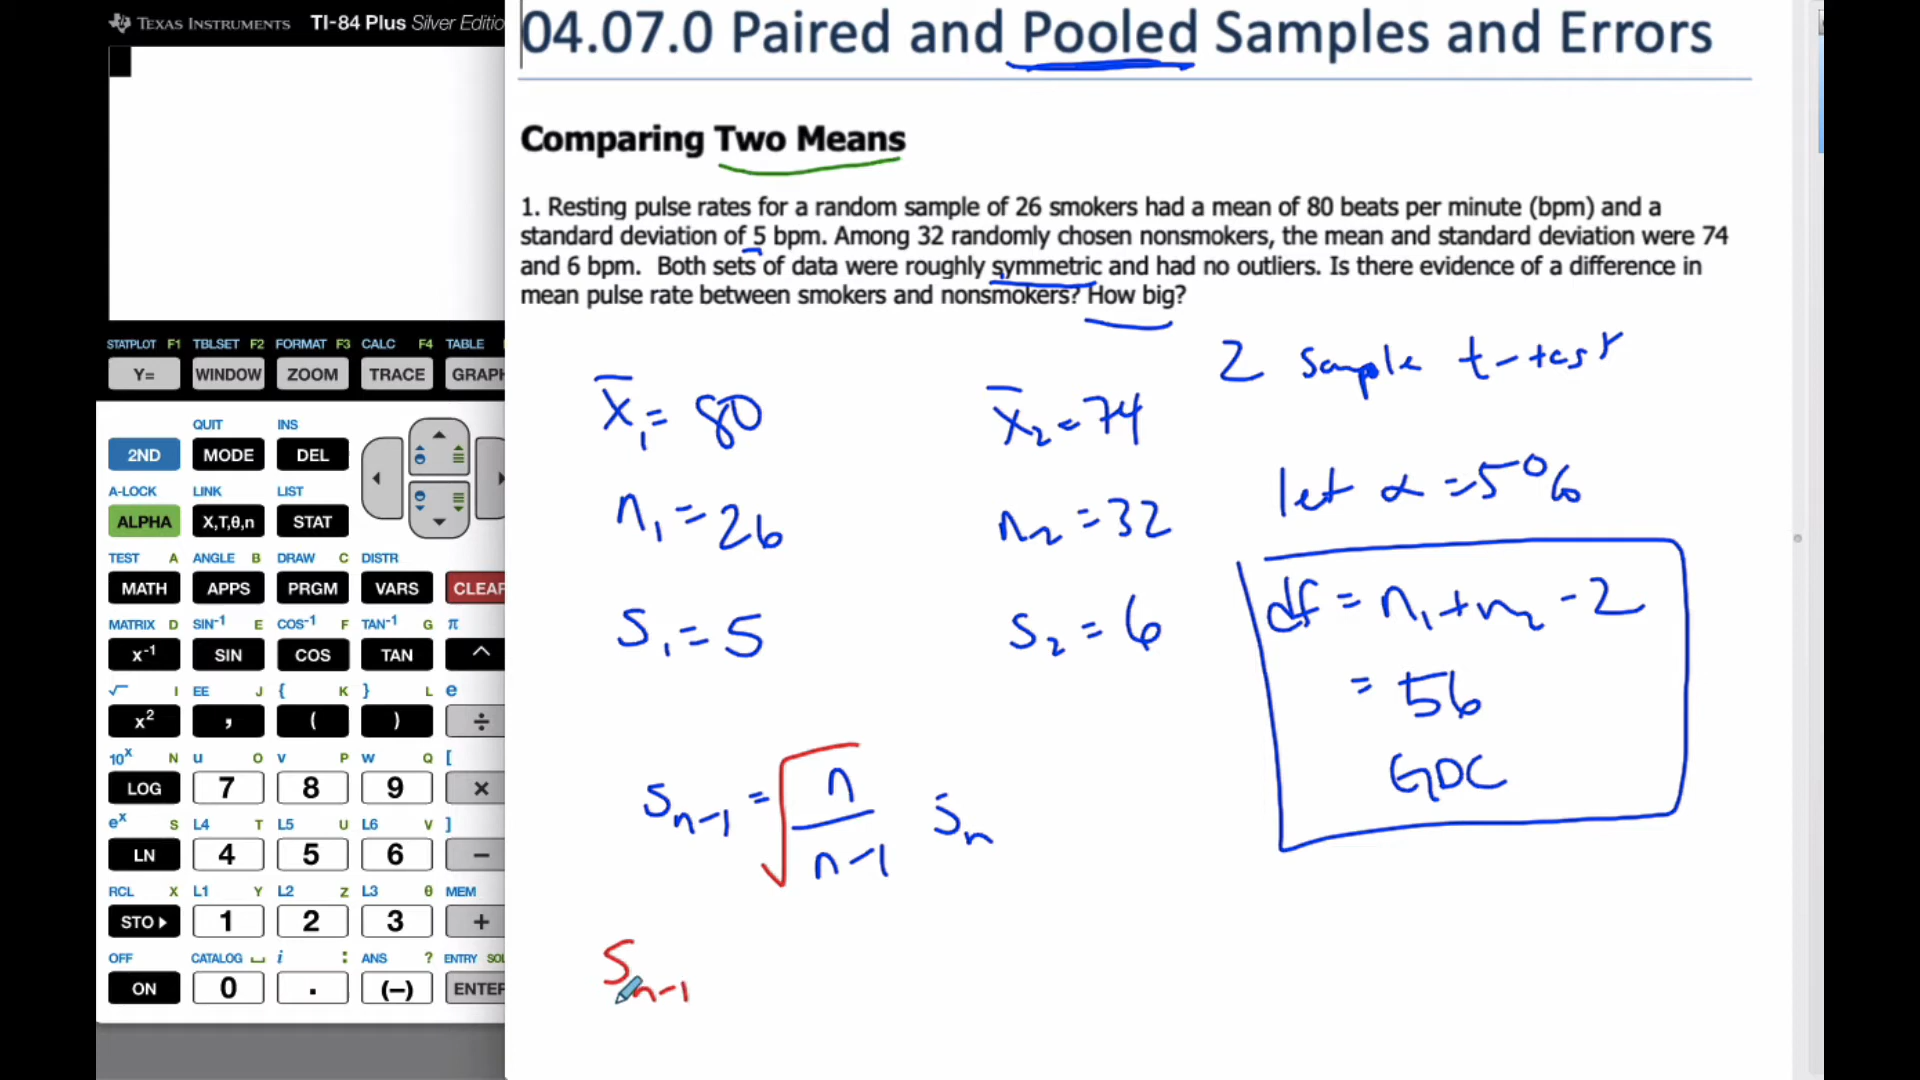 TEXAS INSTRUMENTS TI-84 Plus Silver Editio
STATPLOT F1 TBLSET F2 FORMAT F3 CALC F4 TABLE
Y= WINDOW ZOOM TRACE GRAPH
QUIT INS
2ND MODE DEL
A-LOCK LINK LIST
ALPHA X,T,θ,n STAT
TEST A ANGLE B DRAW C DISTR
MATH APPS PRGM VARS CLEAR
MATRIX D SIN⁻¹ E COS⁻¹ F TAN⁻¹ G π
x⁻¹ SIN COS TAN ^
√ I EE J { K } L e
x² , ( ) ÷
10ˣ N u O v P w Q [
LOG 7 8 9 ×
eˣ S L4 T L5 U L6 V ]
LN 4 5 6 −
RCL X L1 Y L2 Z L3 θ MEM
STO▸ 1 2 3 +
OFF CATALOG ⎵ i : ANS ? ENTRY SOL
ON 0 . (−) ENTER
04.07.0 Paired and Pooled Samples and Errors
Comparing Two Means
1. Resting pulse rates for a random sample of 26 smokers had a mean of 80 beats per minute (bpm) and a
standard deviation of 5 bpm. Among 32 randomly chosen nonsmokers, the mean and standard deviation were 74
and 6 bpm. Both sets of data were roughly symmetric and had no outliers. Is there evidence of a difference in
mean pulse rate between smokers and nonsmokers? How big?
2 sample t-test
x̄₁ = 80 x̄₂ = 74
let α = 5%
n₁ = 26 n₂ = 32
df = n₁ + n₂ - 2
s₁ = 5 s₂ = 6
= 56
GDC
sₙ₋₁ = √(n/(n-1)) sₙ
Sₙ₋₁